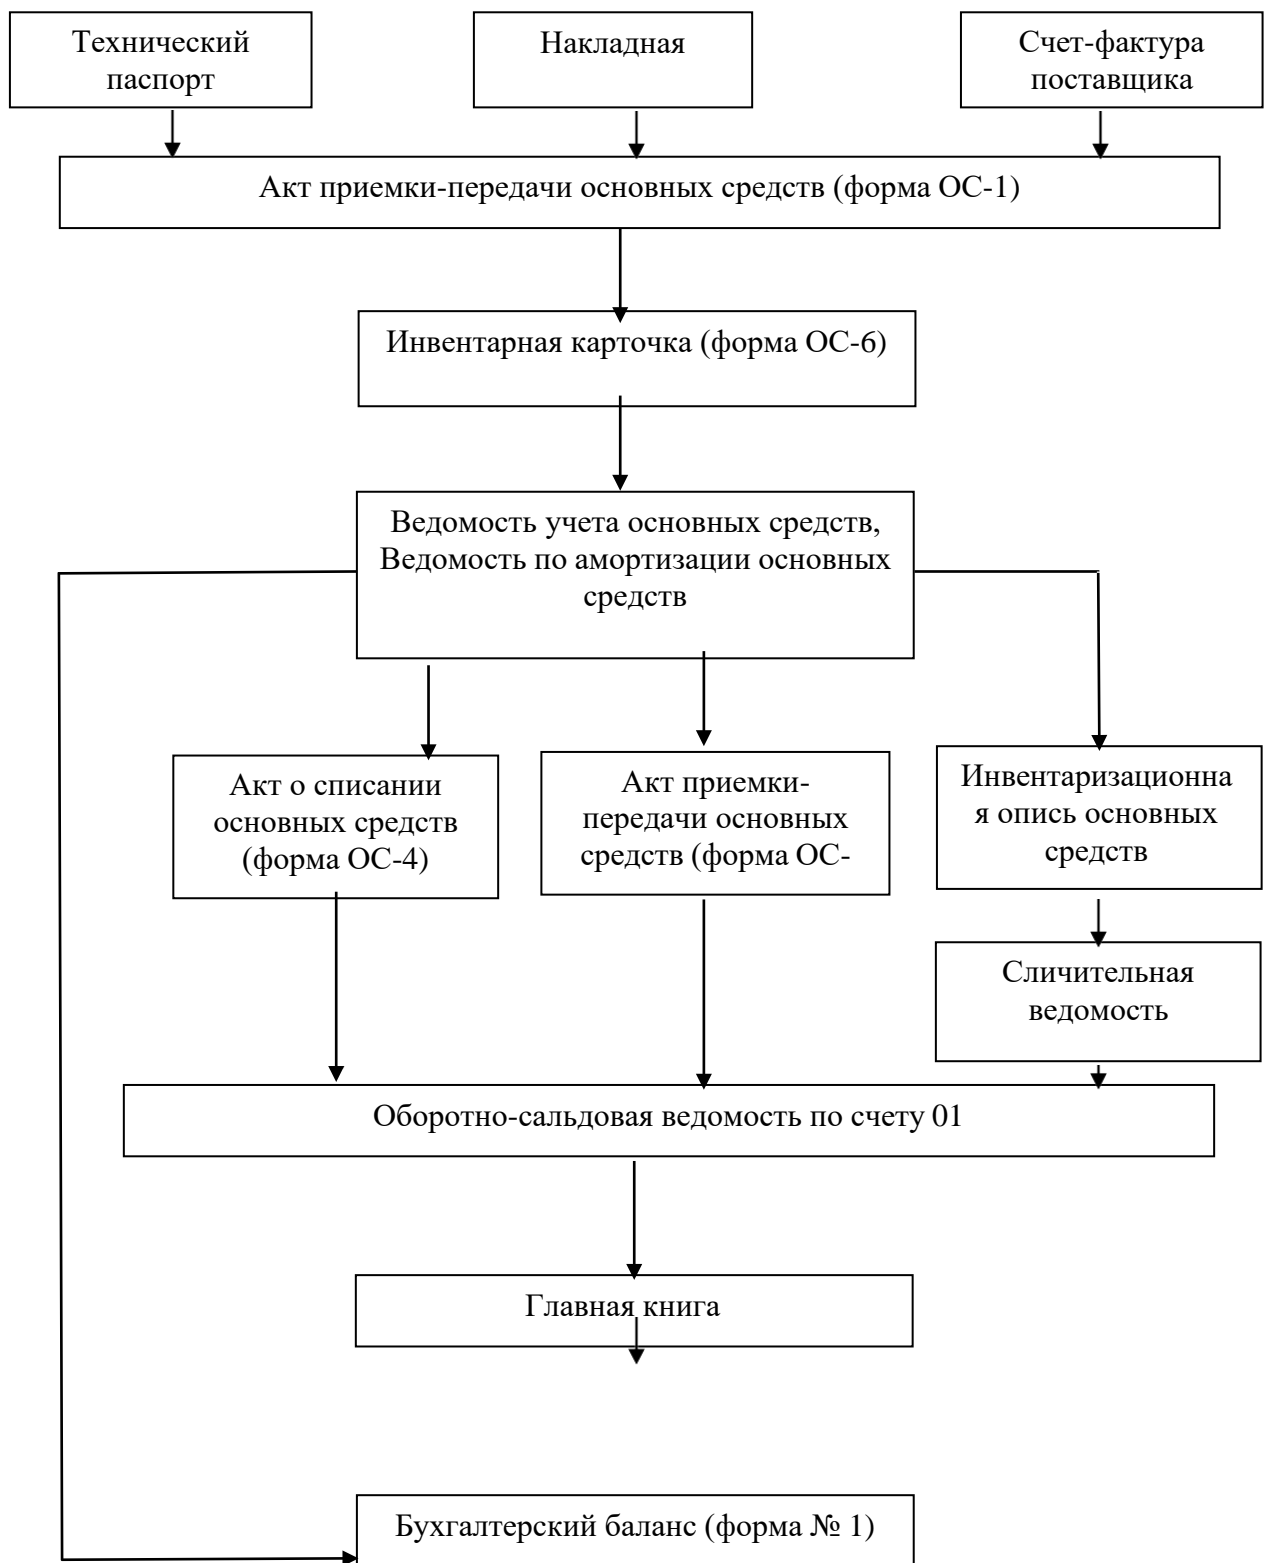 Технический
паспорт
Накладная
Счет-фактура
поставщика
Акт приемки-передачи основных средств (форма ОС-1)
Инвентарная карточка (форма ОС-6)
Ведомость учета основных средств,
Ведомость по амортизации основных
средств
Акт о списании
основных средств
(форма ОС-4)
Акт приемки-
передачи основных
средств (форма ОС-
Инвентаризационна
я опись основных
средств
Сличительная
ведомость
Оборотно-сальдовая ведомость по счету 01
Главная книга
Бухгалтерский баланс (форма № 1)